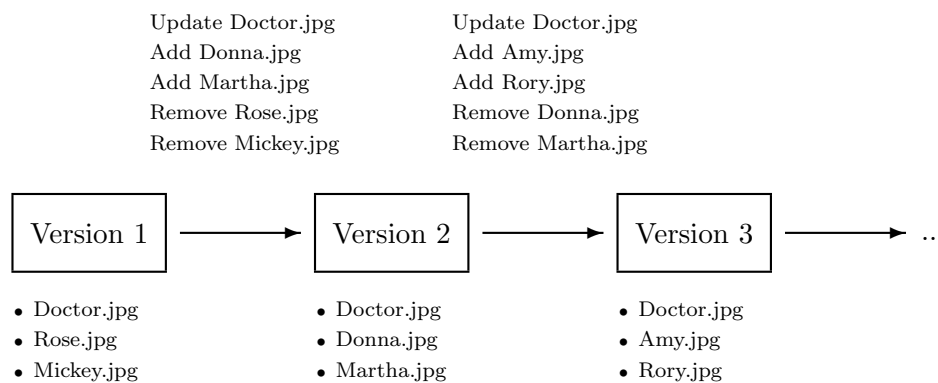 Update Doctor.jpg
Add Donna.jpg
Add Martha.jpg
Remove Rose.jpg
Remove Mickey.jpg
Update Doctor.jpg
Add Amy.jpg
Add Rory.jpg
Remove Donna.jpg
Remove Martha.jpg
Version 1
Version 2
Version 3
..
• Doctor.jpg
• Rose.jpg
• Mickey.jpg
• Doctor.jpg
• Donna.jpg
• Martha.jpg
• Doctor.jpg
• Amy.jpg
• Rory.jpg